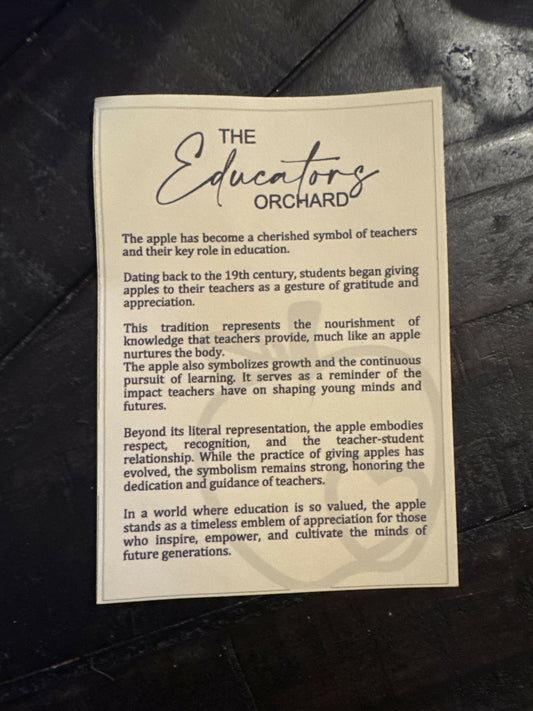 THE
Educators
ORCHARD
The apple has become a cherished symbol of teachers
and their key role in education.
Dating back to the 19th century, students began giving
apples to their teachers as a gesture of gratitude and
appreciation.
This tradition represents the nourishment of
knowledge that teachers provide, much like an apple
nurtures the body.
The apple also symbolizes growth and the continuous
pursuit of learning. It serves as a reminder of the
impact teachers have on shaping young minds and
futures.
Beyond its literal representation, the apple embodies
respect, recognition, and the teacher-student
relationship. While the practice of giving apples has
evolved, the symbolism remains strong, honoring the
dedication and guidance of teachers.
In a world where education is so valued, the apple
stands as a timeless emblem of appreciation for those
who inspire, empower, and cultivate the minds of
future generations.